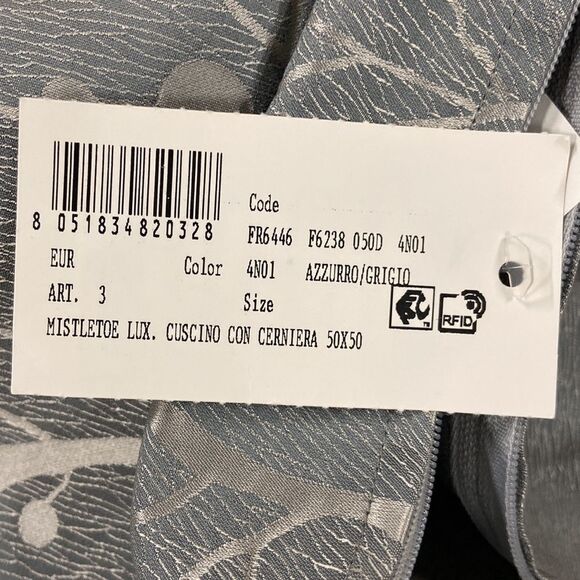 Code
8 051834 820328
FR6446 F6238 050D 4N01
EUR Color 4N01 AZZURRO/GRIGIO
ART. 3 Size
MISTLETOE LUX. CUSCINO CON CERNIERA 50X50
TM
RFID